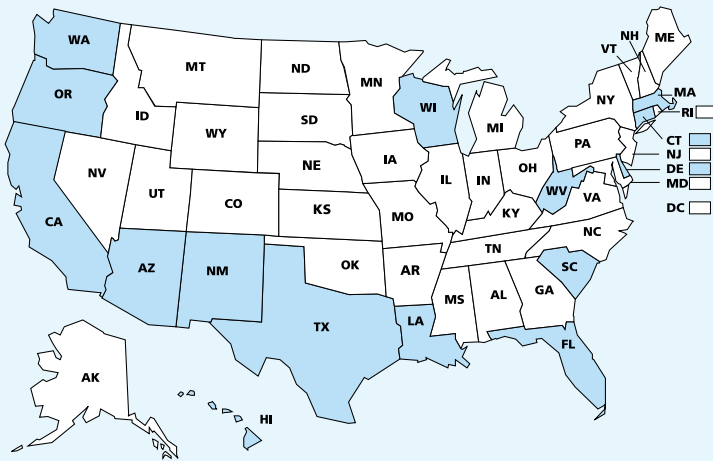 WA
MT
ND
MN
VT
NH
ME
OR
ID
SD
WI
MI
NY
MA
RI
WY
CT
NJ
DE
MD
DC
NV
UT
CO
NE
IA
IL
IN
OH
PA
WV
VA
CA
KS
MO
KY
NC
AZ
NM
OK
AR
TN
SC
TX
LA
MS
AL
GA
FL
AK
HI